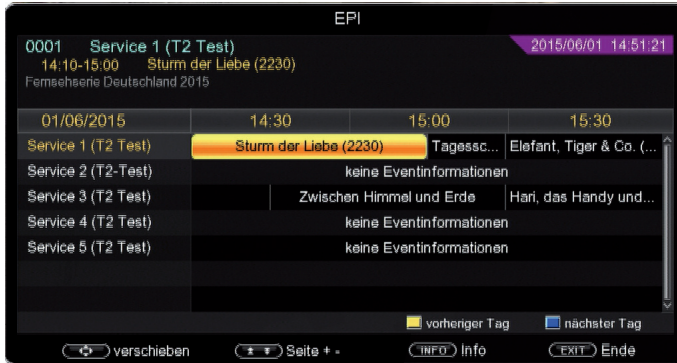 EPI
0001 Service 1 (T2 Test) 2015/06/01 14:51:21
14:10-15:00 Sturm der Liebe (2230)
Fernsehserie Deutschland 2015
01/06/2015 14:30 15:00 15:30
Service 1 (T2 Test) Sturm der Liebe (2230) Tagessc... Elefant, Tiger & Co. (...
Service 2 (T2-Test) keine Eventinformationen
Service 3 (T2 Test) Zwischen Himmel und Erde Hari, das Handy und...
Service 4 (T2 Test) keine Eventinformationen
Service 5 (T2 Test) keine Eventinformationen
vorheriger Tag nächster Tag
verschieben Seite + - INFO Info EXIT Ende